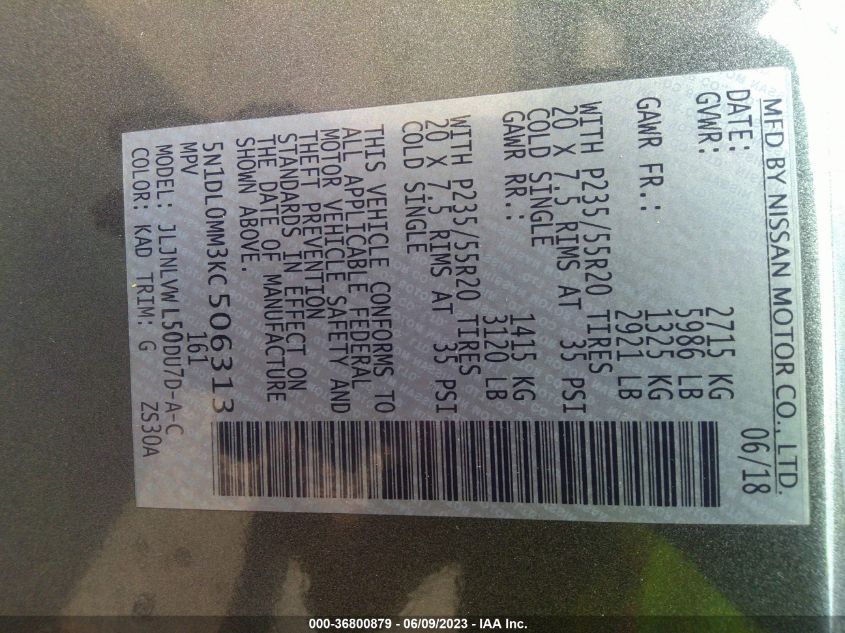 MFD BY NISSAN MOTOR CO., LTD.
DATE: 06/18
GVWR: 2715 KG
5986 LB
GAWR FR.: 1325 KG
2921 LB
WITH P235/55R20 TIRES
20 X 7.5 RIMS AT 35 PSI
COLD SINGLE
GAWR RR.: 1415 KG
3120 LB
WITH P235/55R20 TIRES
20 X 7.5 RIMS AT 35 PSI
COLD SINGLE
THIS VEHICLE CONFORMS TO
ALL APPLICABLE FEDERAL
MOTOR VEHICLE SAFETY AND
THEFT PREVENTION
STANDARDS IN EFFECT ON
THE DATE OF MANUFACTURE
SHOWN ABOVE.
5N1DL0MM3KC506313
MPV 161
MODEL: JLJNLVWL50DU7D-A-C
COLOR: KAD TRIM: G ZS30A
000-36800879 - 06/09/2023 - IAA Inc.